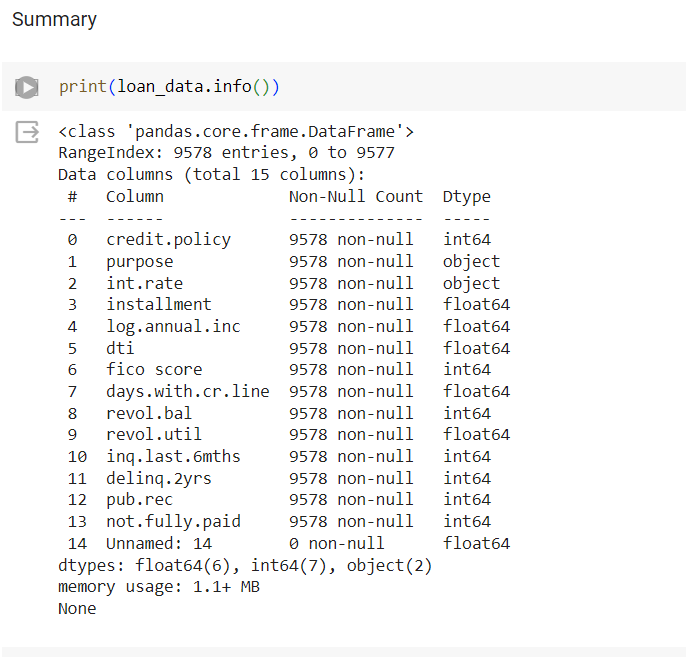 Summary
print(loan_data.info())
<class 'pandas.core.frame.DataFrame'>
RangeIndex: 9578 entries, 0 to 9577
Data columns (total 15 columns):
 #   Column             Non-Null Count  Dtype
---  ------             --------------  -----
 0   credit.policy      9578 non-null   int64
 1   purpose            9578 non-null   object
 2   int.rate           9578 non-null   object
 3   installment        9578 non-null   float64
 4   log.annual.inc     9578 non-null   float64
 5   dti                9578 non-null   float64
 6   fico score         9578 non-null   int64
 7   days.with.cr.line  9578 non-null   float64
 8   revol.bal          9578 non-null   int64
 9   revol.util         9578 non-null   float64
 10  inq.last.6mths     9578 non-null   int64
 11  delinq.2yrs        9578 non-null   int64
 12  pub.rec            9578 non-null   int64
 13  not.fully.paid     9578 non-null   int64
 14  Unnamed: 14        0 non-null      float64
dtypes: float64(6), int64(7), object(2)
memory usage: 1.1+ MB
None